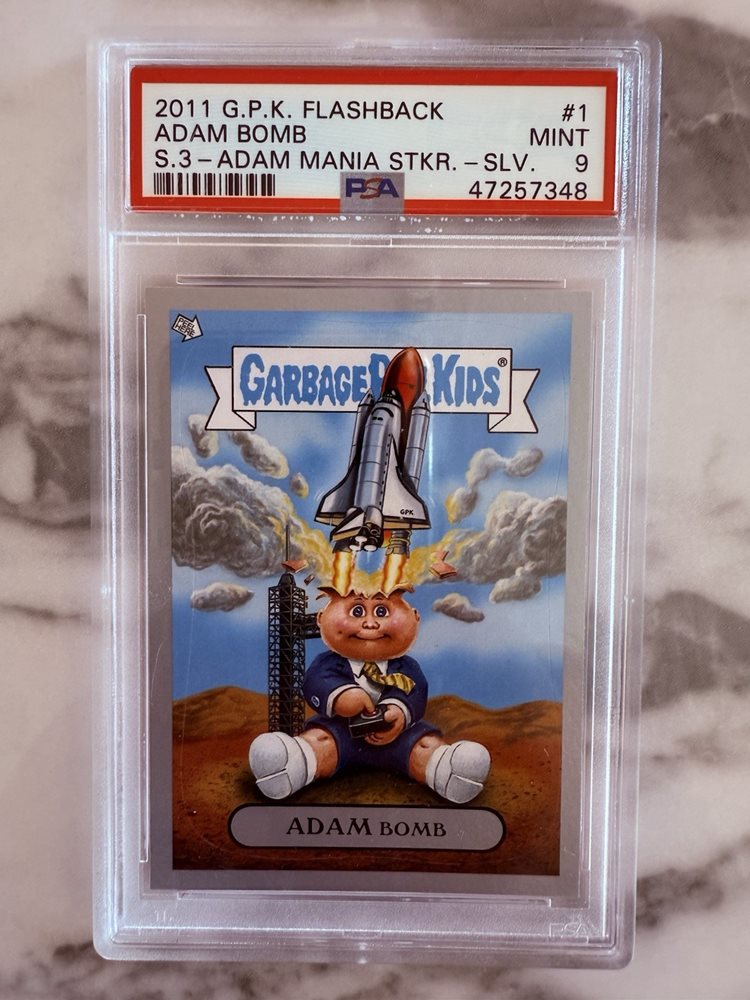 2011 G.P.K. FLASHBACK #1
ADAM BOMB MINT
S.3-ADAM MANIA STKR.-SLV. 9
PSA 47257348
PEEL HERE
GARBAGE P KIDS®
GPK
ADAM BOMB
PSA